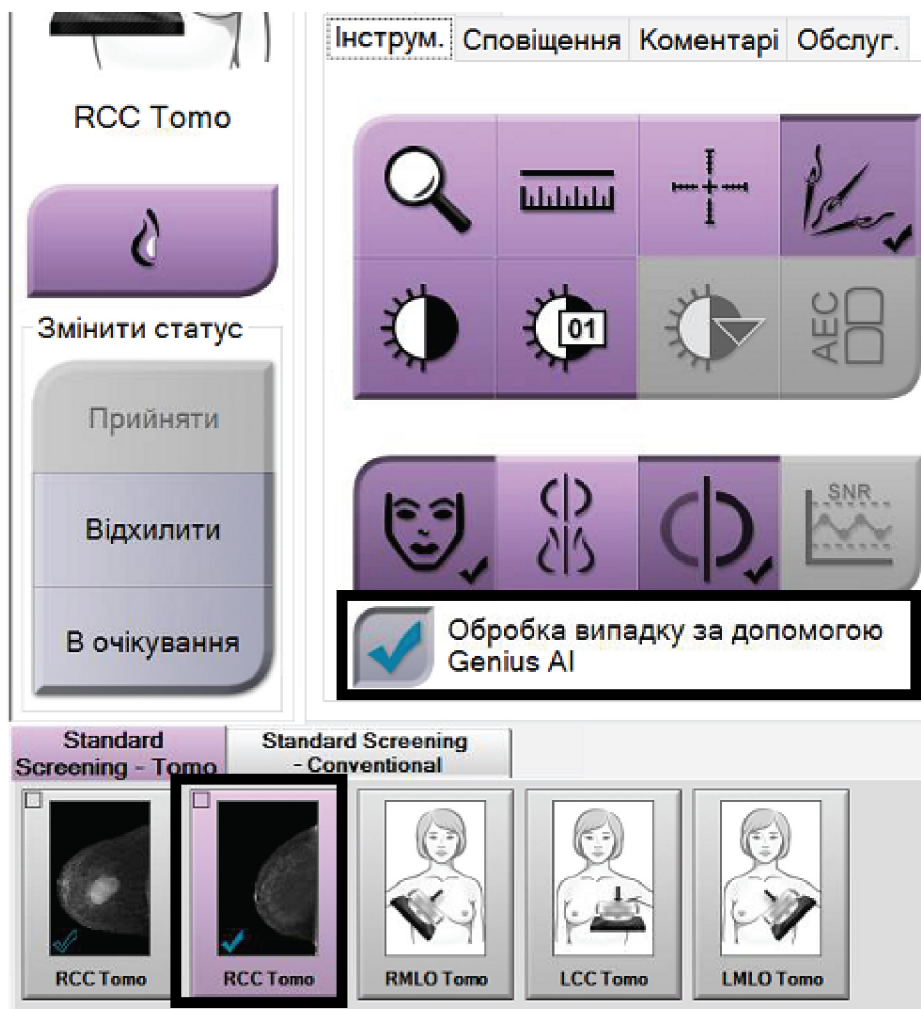 RCC Tomo
Змінити статус
Прийняти
Відхилити
В очікування
Інструм. Сповіщення Коментарі Обслуг.
01
AEC
SNR
Обробка випадку за допомогою
Genius AI
Standard
Screening - Tomo
Standard Screening
- Conventional
RCC Tomo
RCC Tomo
RMLO Tomo
LCC Tomo
LMLO Tomo